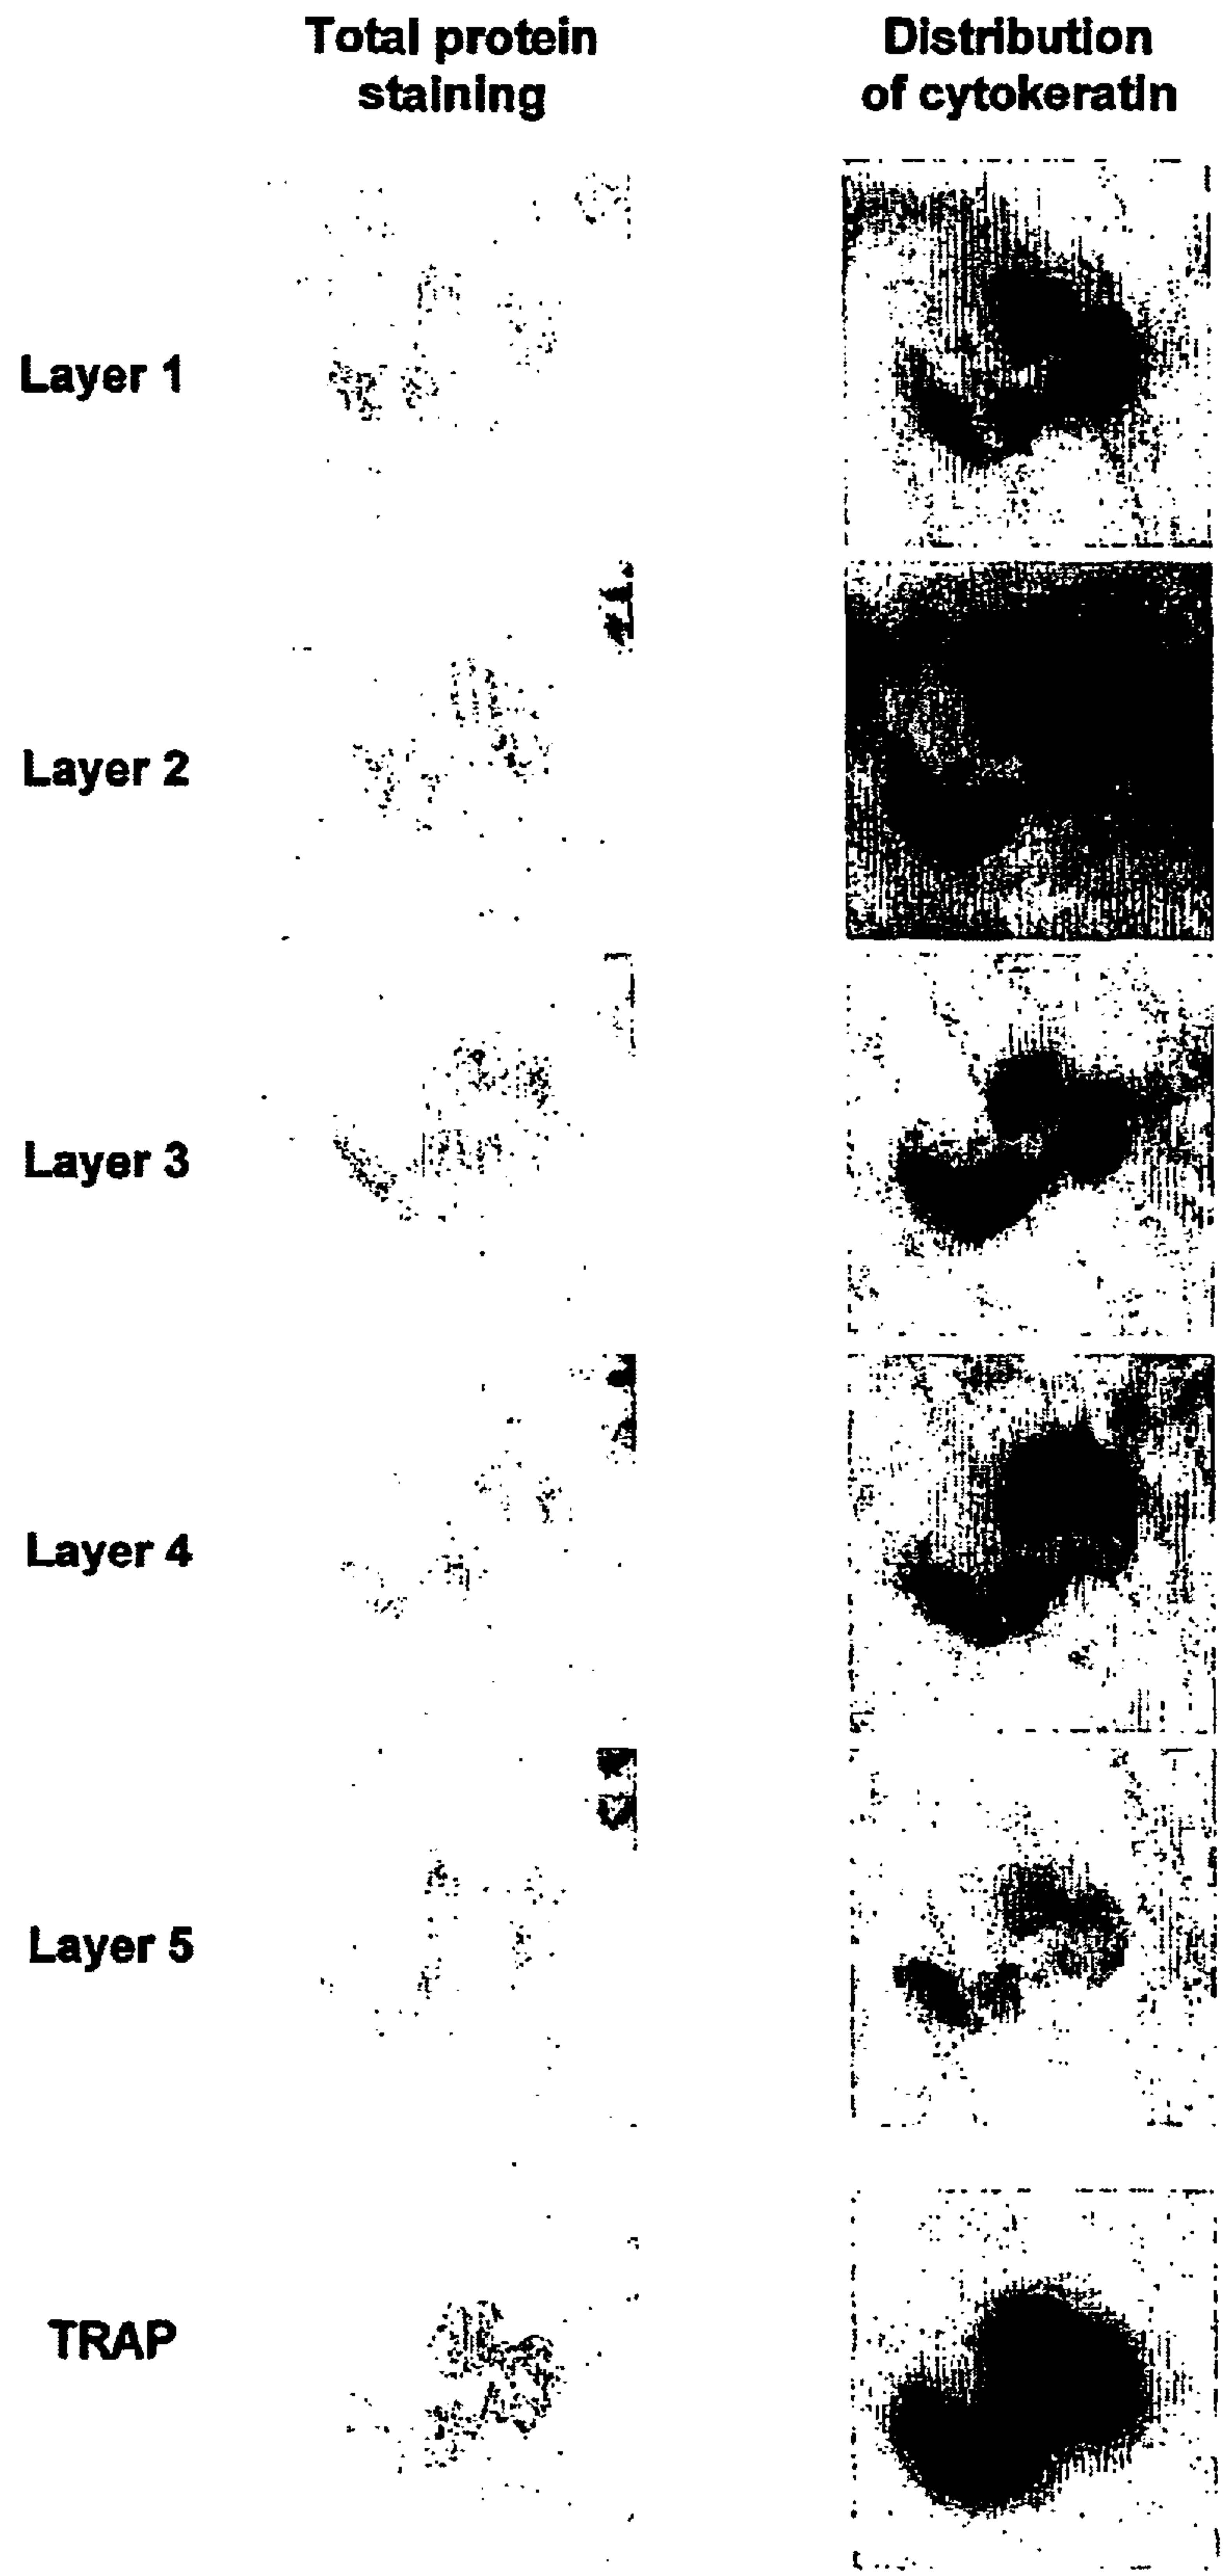 Total protein
staining
Distribution
of cytokeratin
Layer 1
Layer 2
Layer 3
Layer 4
Layer 5
TRAP